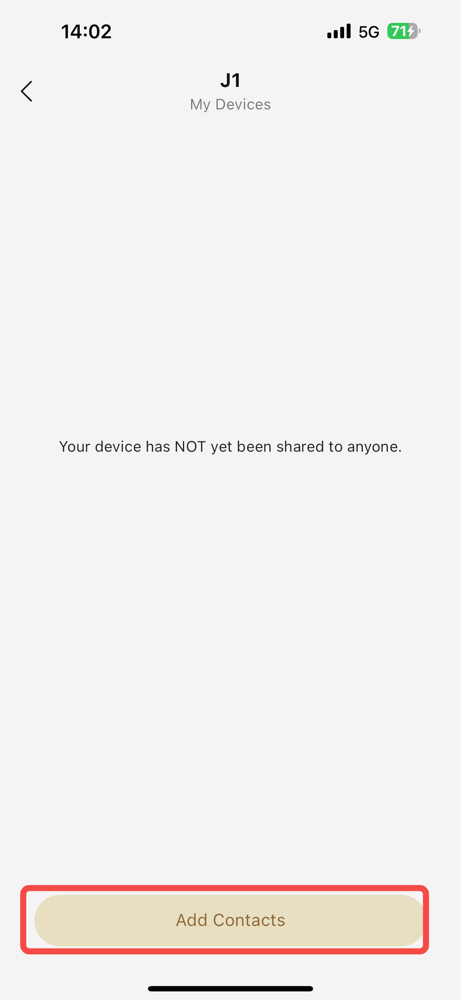 14:02
5G
71
J1
My Devices
Your device has NOT yet been shared to anyone.
Add Contacts